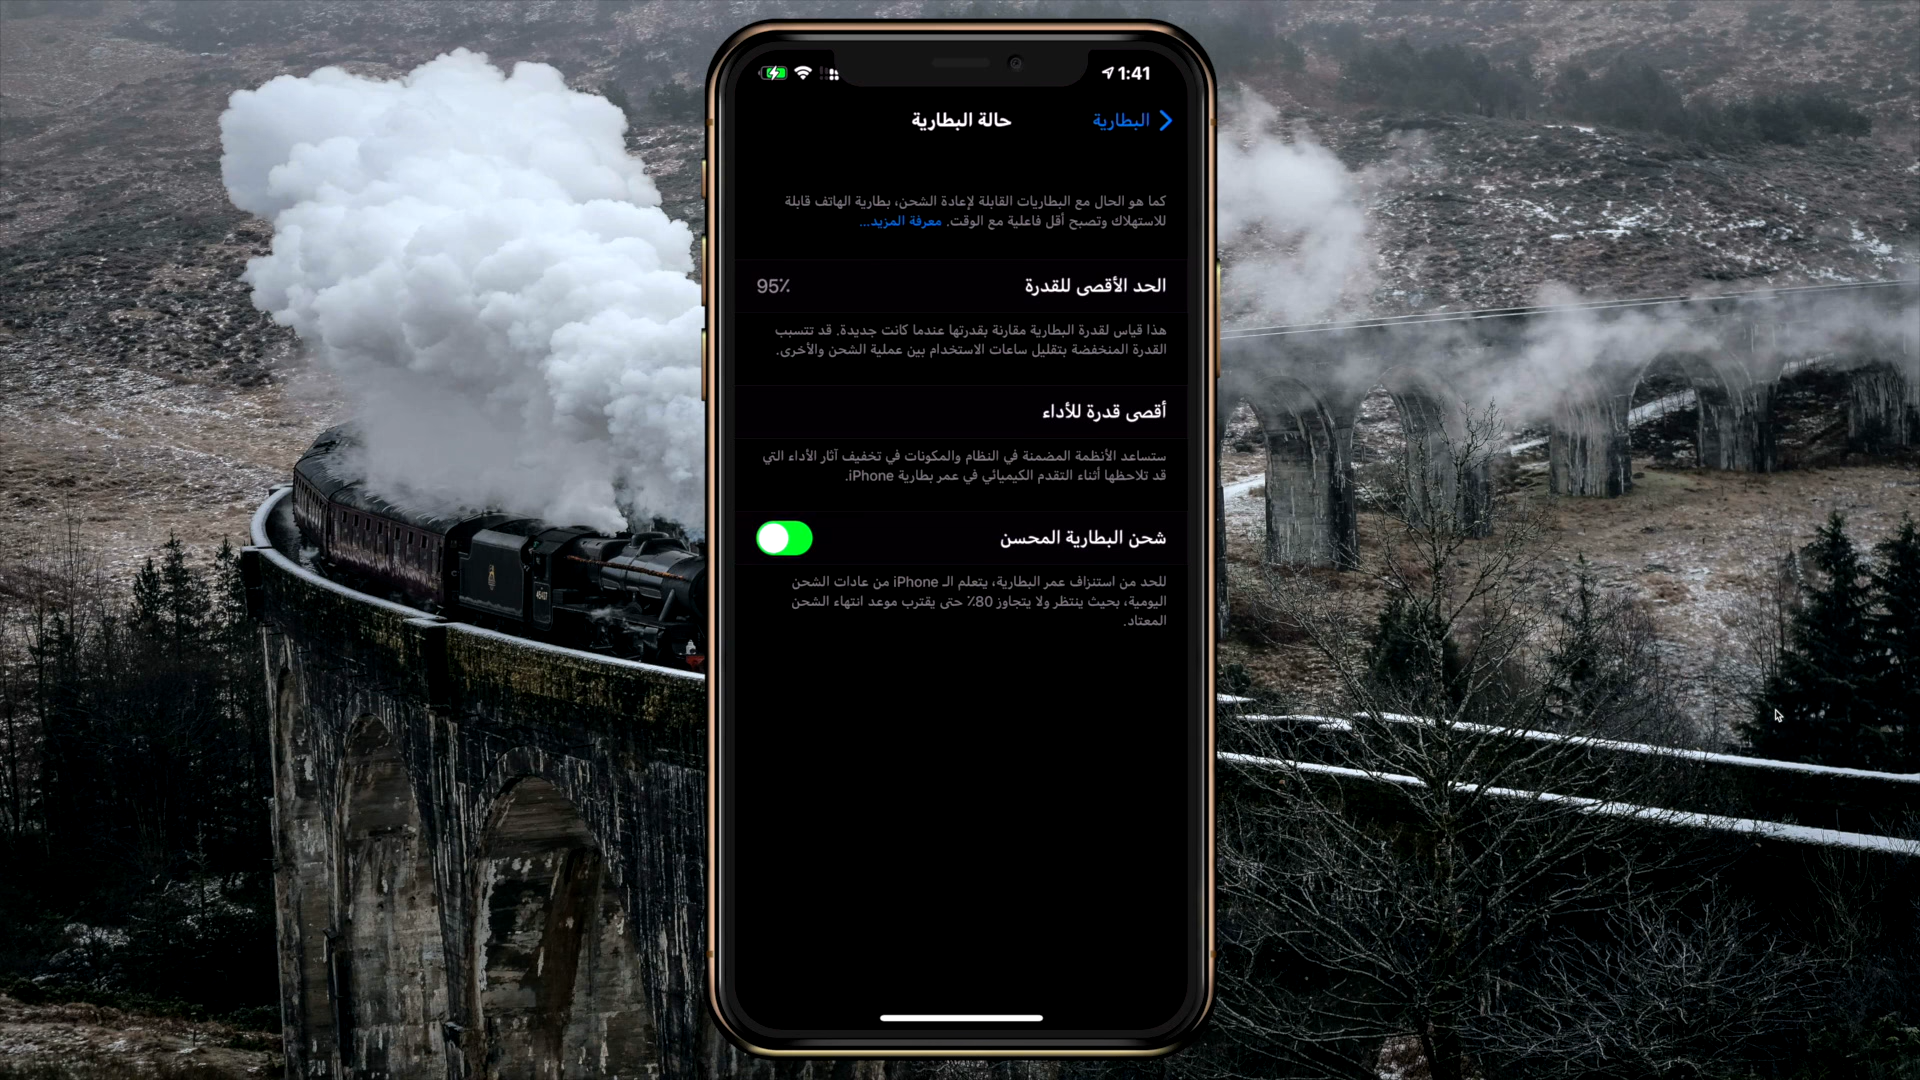 1:41
البطارية
حالة البطارية
كما هو الحال مع البطاريات القابلة لإعادة الشحن، بطارية الهاتف قابلة
للاستهلاك وتصبح أقل فاعلية مع الوقت. معرفة المزيد...
الحد الأقصى للقدرة
95٪
هذا قياس لقدرة البطارية مقارنة بقدرتها عندما كانت جديدة. قد تتسبب
القدرة المنخفضة بتقليل ساعات الاستخدام بين عملية الشحن والأخرى.
أقصى قدرة للأداء
ستساعد الأنظمة المضمنة في النظام والمكونات في تخفيف آثار الأداء التي
قد تلاحظها أثناء التقدم الكيميائي في عمر بطارية iPhone.
شحن البطارية المحسن
للحد من استنزاف عمر البطارية، يتعلم الـ iPhone من عادات الشحن
اليومية، بحيث ينتظر ولا يتجاوز 80٪ حتى يقترب موعد انتهاء الشحن
المعتاد.
45407